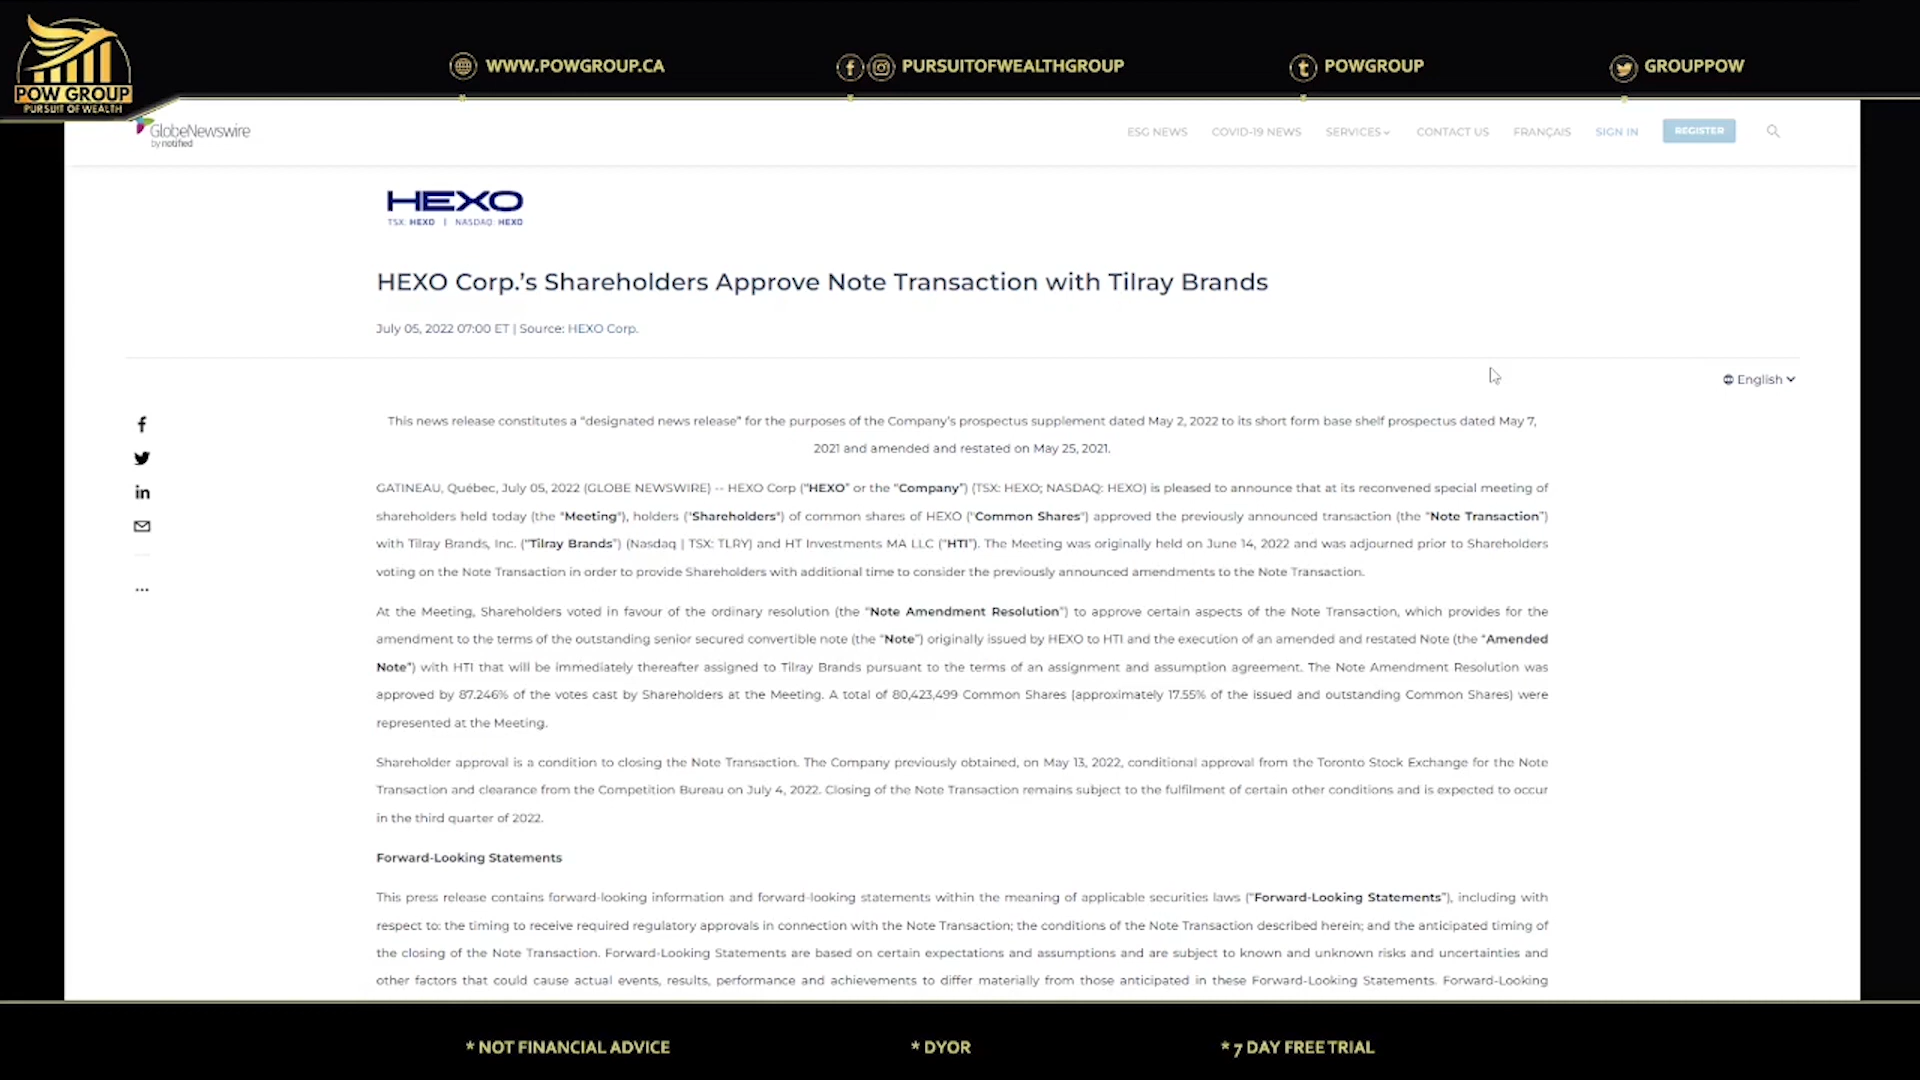 POW GROUP
PURSUIT OF WEALTH
WWW.POWGROUP.CA
PURSUITOFWEALTHGROUP
POWGROUP
GROUPPOW
GlobeNewswire
by notified
ESG NEWS
COVID-19 NEWS
SERVICES
CONTACT US
FRANÇAIS
SIGN IN
REGISTER
HEXO
TSX: HEXO | NASDAQ: HEXO
HEXO Corp.’s Shareholders Approve Note Transaction with Tilray Brands
July 05, 2022 07:00 ET | Source: HEXO Corp.
English
This news release constitutes a “designated news release” for the purposes of the Company’s prospectus supplement dated May 2, 2022 to its short form base shelf prospectus dated May 7,
2021 and amended and restated on May 25, 2021.
GATINEAU, Québec, July 05, 2022 (GLOBE NEWSWIRE) -- HEXO Corp (“HEXO” or the “Company”) (TSX: HEXO; NASDAQ: HEXO) is pleased to announce that at its reconvened special meeting of
shareholders held today (the “Meeting”), holders (“Shareholders”) of common shares of HEXO (“Common Shares”) approved the previously announced transaction (the “Note Transaction”)
with Tilray Brands, Inc. (“Tilray Brands”) (Nasdaq | TSX: TLRY) and HT Investments MA LLC (“HTI”). The Meeting was originally held on June 14, 2022 and was adjourned prior to Shareholders
voting on the Note Transaction in order to provide Shareholders with additional time to consider the previously announced amendments to the Note Transaction.
At the Meeting, Shareholders voted in favour of the ordinary resolution (the “Note Amendment Resolution”) to approve certain aspects of the Note Transaction, which provides for the
amendment to the terms of the outstanding senior secured convertible note (the “Note”) originally issued by HEXO to HTI and the execution of an amended and restated Note (the “Amended
Note”) with HTI that will be immediately thereafter assigned to Tilray Brands pursuant to the terms of an assignment and assumption agreement. The Note Amendment Resolution was
approved by 87.246% of the votes cast by Shareholders at the Meeting. A total of 80,423,499 Common Shares (approximately 17.55% of the issued and outstanding Common Shares) were
represented at the Meeting.
Shareholder approval is a condition to closing the Note Transaction. The Company previously obtained, on May 13, 2022, conditional approval from the Toronto Stock Exchange for the Note
Transaction and clearance from the Competition Bureau on July 4, 2022. Closing of the Note Transaction remains subject to the fulfilment of certain other conditions and is expected to occur
in the third quarter of 2022.
Forward-Looking Statements
This press release contains forward-looking information and forward-looking statements within the meaning of applicable securities laws (“Forward-Looking Statements”), including with
respect to: the timing to receive required regulatory approvals in connection with the Note Transaction; the conditions of the Note Transaction described herein; and the anticipated timing of
the closing of the Note Transaction. Forward-Looking Statements are based on certain expectations and assumptions and are subject to known and unknown risks and uncertainties and
other factors that could cause actual events, results, performance and achievements to differ materially from those anticipated in these Forward-Looking Statements. Forward-Looking
* NOT FINANCIAL ADVICE
* DYOR
* 7 DAY FREE TRIAL